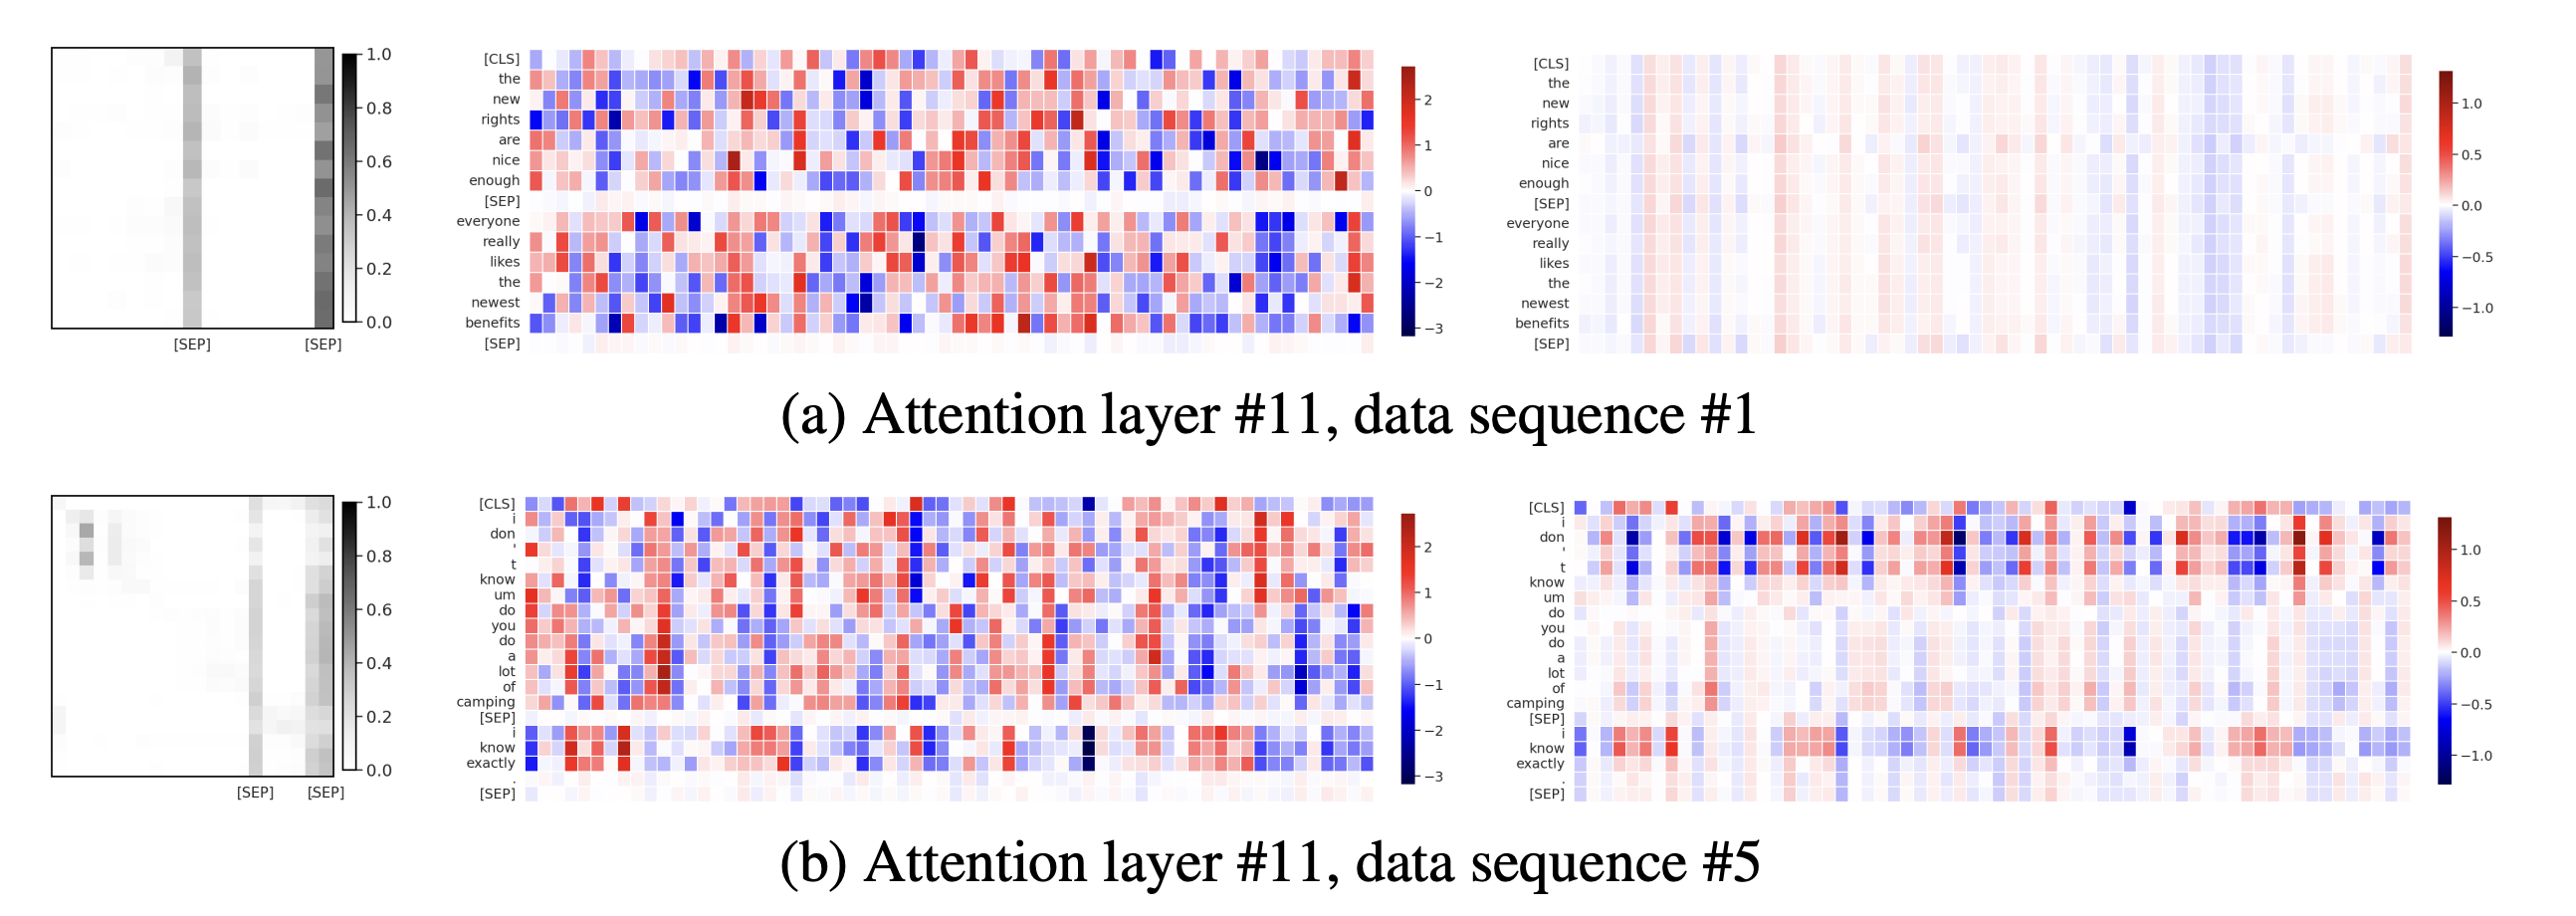 1.0
0.8
0.6
0.4
0.2
0.0
[SEP] [SEP]
[CLS]
the
new
rights
are
nice
enough
[SEP]
everyone
really
likes
the
newest
benefits
[SEP]
2
1
0
−1
−2
−3
[CLS]
the
new
rights
are
nice
enough
[SEP]
everyone
really
likes
the
newest
benefits
[SEP]
1.0
0.5
0.0
−0.5
−1.0
(a) Attention layer #11, data sequence #1
1.0
0.8
0.6
0.4
0.2
0.0
[SEP] [SEP]
[CLS]
i
don
'
t
know
um
do
you
do
a
lot
of
camping
[SEP]
i
know
exactly
.
[SEP]
2
1
0
−1
−2
−3
[CLS]
i
don
'
t
know
um
do
you
do
a
lot
of
camping
[SEP]
i
know
exactly
.
[SEP]
1.0
0.5
0.0
−0.5
−1.0
(b) Attention layer #11, data sequence #5